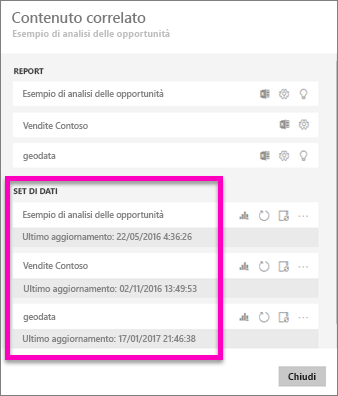 Contenuto correlato
Esempio di analisi delle opportunità
REPORT
Esempio di analisi delle opportunità
Vendite Contoso
geodata
SET DI DATI
Esempio di analisi delle opportunità
Ultimo aggiornamento: 22/05/2016 4:36:26
Vendite Contoso
Ultimo aggiornamento: 02/11/2016 13:49:53
geodata
Ultimo aggiornamento: 17/01/2017 21:46:38
Chiudi